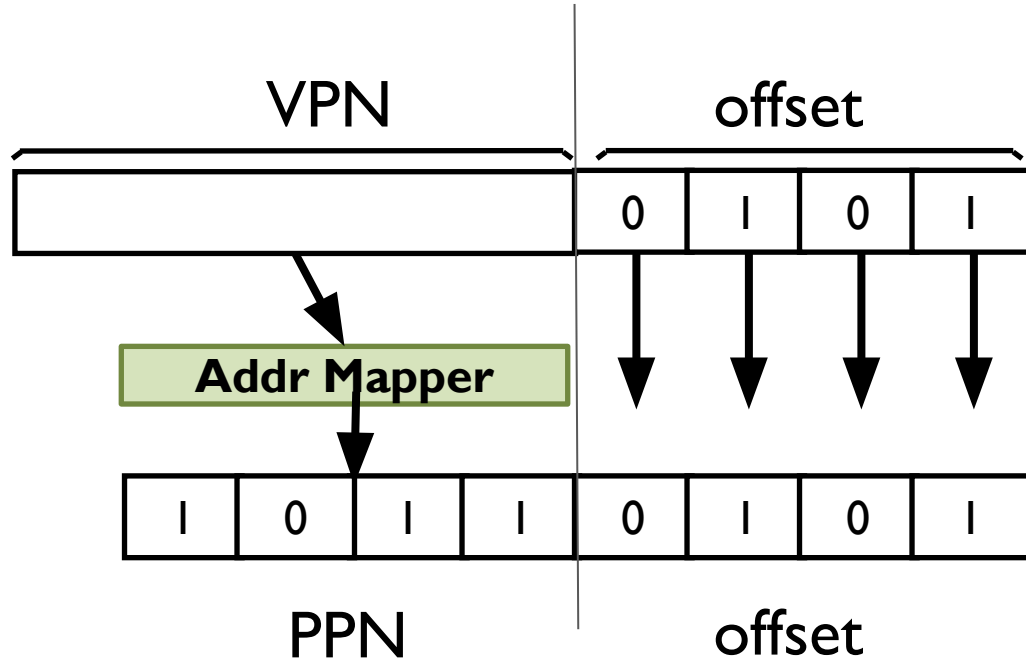 VPN offset
0 1 0 1
Addr Mapper
1 0 1 1 0 1 0 1
PPN offset